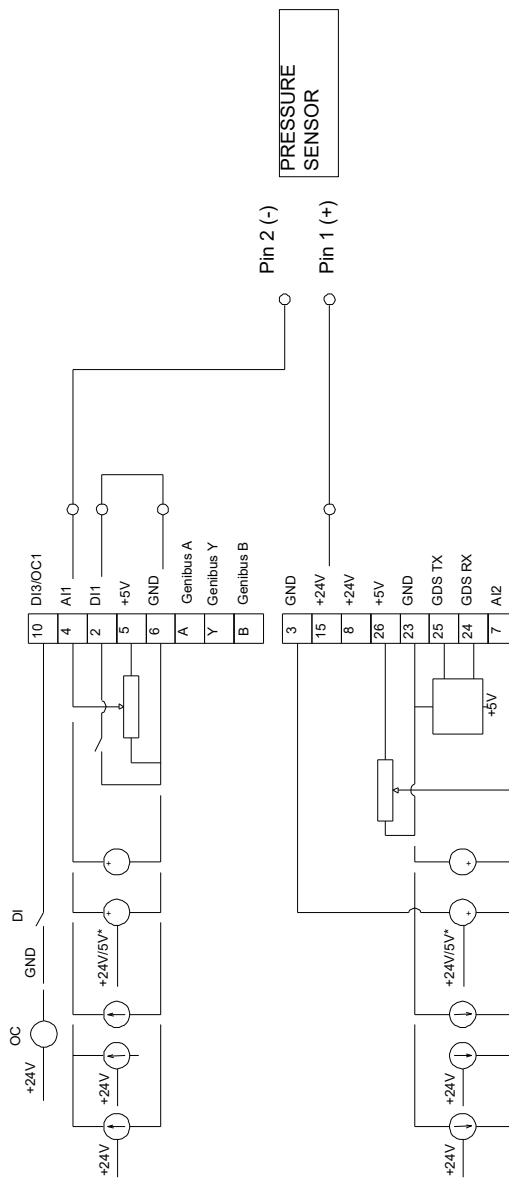 PRESSURE
SENSOR
Pin 2 (-)
Pin 1 (+)
10 DI3/OC1
4 AI1
2 DI1
5 +5V
6 GND
A Genibus A
Y Genibus Y
B Genibus B
3 GND
15 +24V
8 +24V
26 +5V
23 GND
25 GDS TX
24 GDS RX
7 AI2
+5V
DI
GND
OC
+24V
+
+
+24V/5V*
+24V
+24V
+
+
+24V/5V*
+24V
+24V